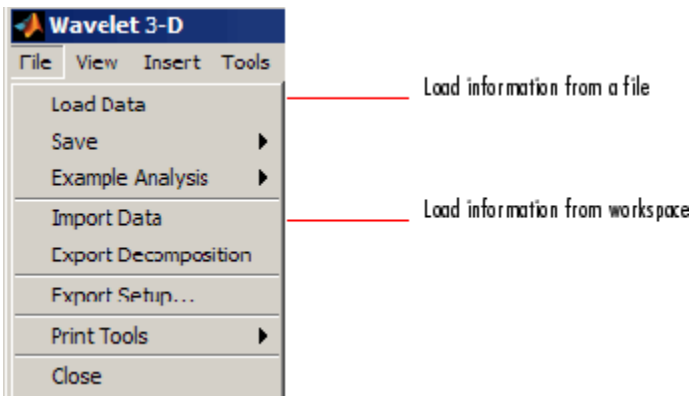 Wavelet 3-D
File View Insert Tools
Load Data
Load information from a file
Save
Example Analysis
Import Data
Load information from workspace
Export Decomposition
Export Setup...
Print Tools
Close